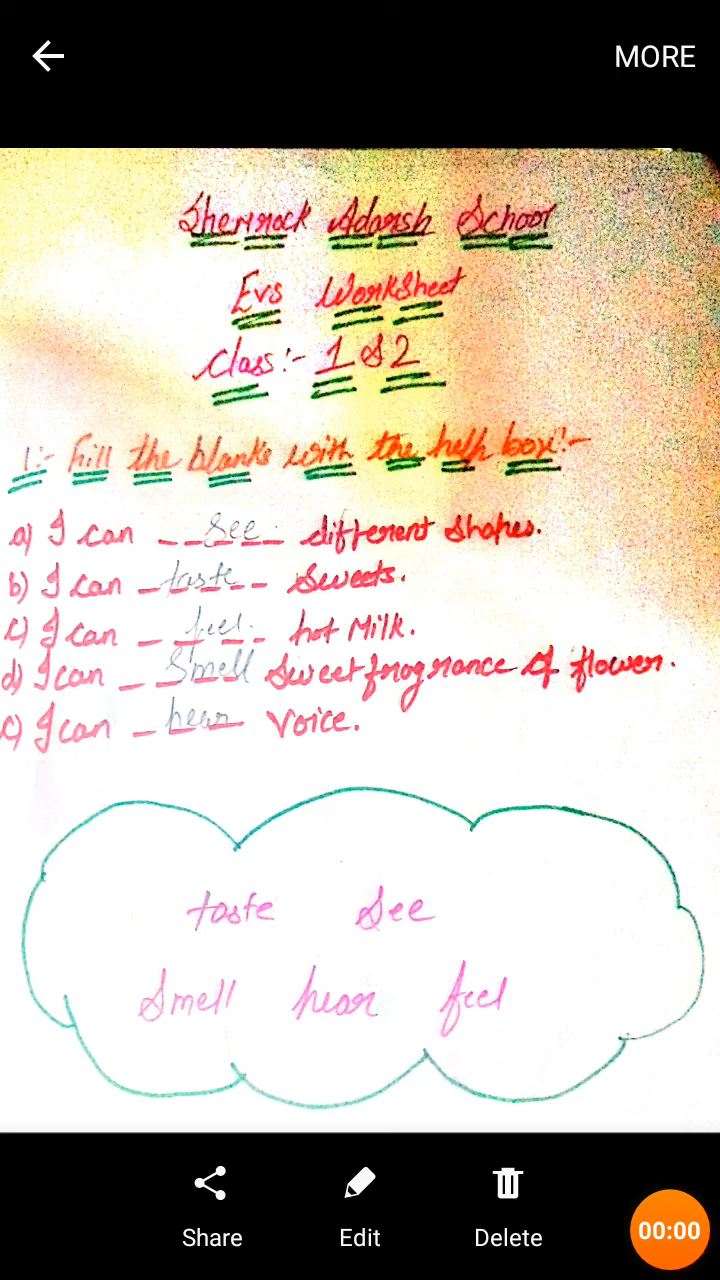 MORE
Shemrock Adarsh School
Evs Worksheet
Class:- 1 & 2
1:- Fill the blanks with the help box:-
a) I can __see__ different shapes.
b) I can _taste__ Sweets.
c) I can _feel__ hot Milk.
d) I can _Smell Sweet fragrance of flower.
e) I can _hear_ Voice.
taste See
Smell hear feel
Share Edit Delete
00:00